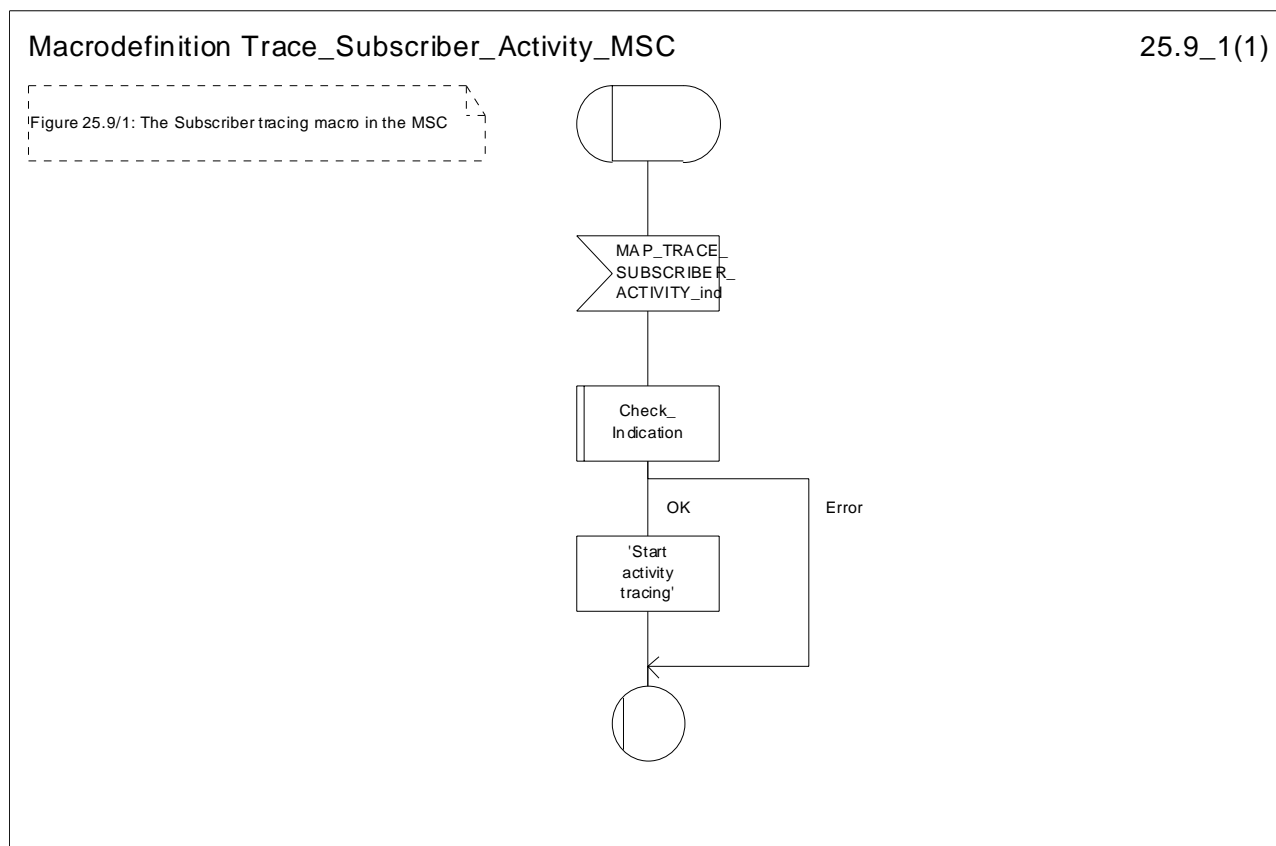 Macrodefinition Trace_Subscriber_Activity_MSC
25.9_1(1)
Figure 25.9/1: The Subscriber tracing macro in the MSC
MAP_TRACE_
SUBSCRIBER_
ACTIVITY_ind
Check_
Indication
OK
Error
'Start
activity
tracing'